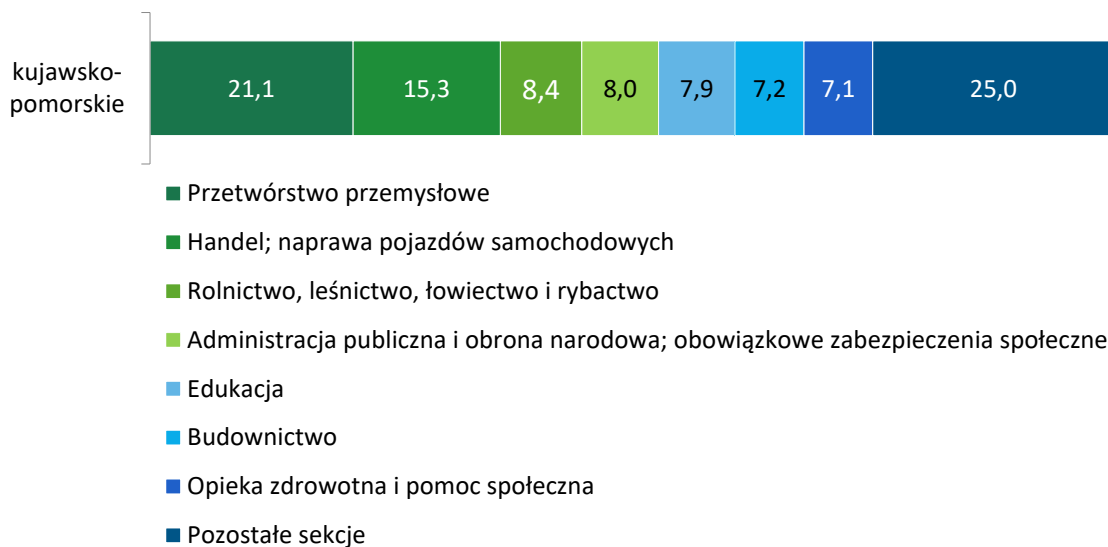 kujawsko-
pomorskie
21,1 15,3 8,4 8,0 7,9 7,2 7,1 25,0
Przetwórstwo przemysłowe
Handel; naprawa pojazdów samochodowych
Rolnictwo, leśnictwo, łowiectwo i rybactwo
Administracja publiczna i obrona narodowa; obowiązkowe zabezpieczenia społeczne
Edukacja
Budownictwo
Opieka zdrowotna i pomoc społeczna
Pozostałe sekcje